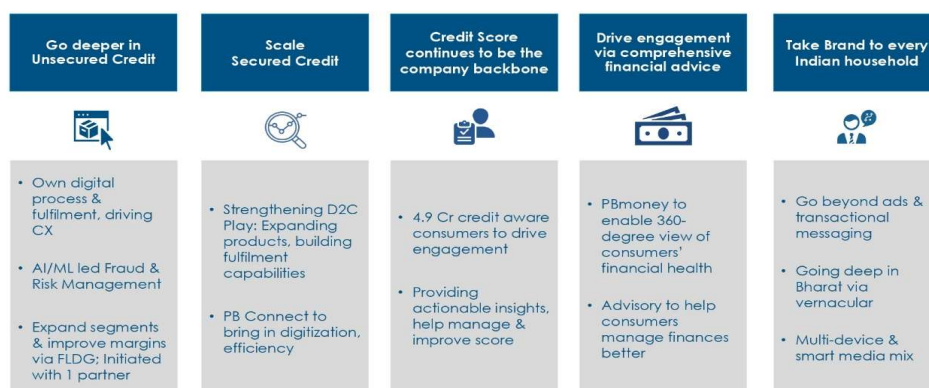 Go deeper in
Unsecured Credit
Scale
Secured Credit
Credit Score
continues to be the
company backbone
Drive engagement
via comprehensive
financial advice
Take Brand to every
Indian household
• Own digital
process &
fulfilment, driving
CX
• AI/ML led Fraud &
Risk Management
• Expand segments
& improve margins
via FLDG; Initiated
with 1 partner
• Strengthening D2C
Play: Expanding
products, building
fulfilment
capabilities
• PB Connect to
bring in digitization,
efficiency
• 4.9 Cr credit aware
consumers to drive
engagement
• Providing
actionable insights,
help manage &
improve score
• PBmoney to
enable 360-
degree view of
consumers'
financial health
• Advisory to help
consumers
manage finances
better
• Go beyond ads &
transactional
messaging
• Going deep in
Bharat via
vernacular
• Multi-device &
smart media mix